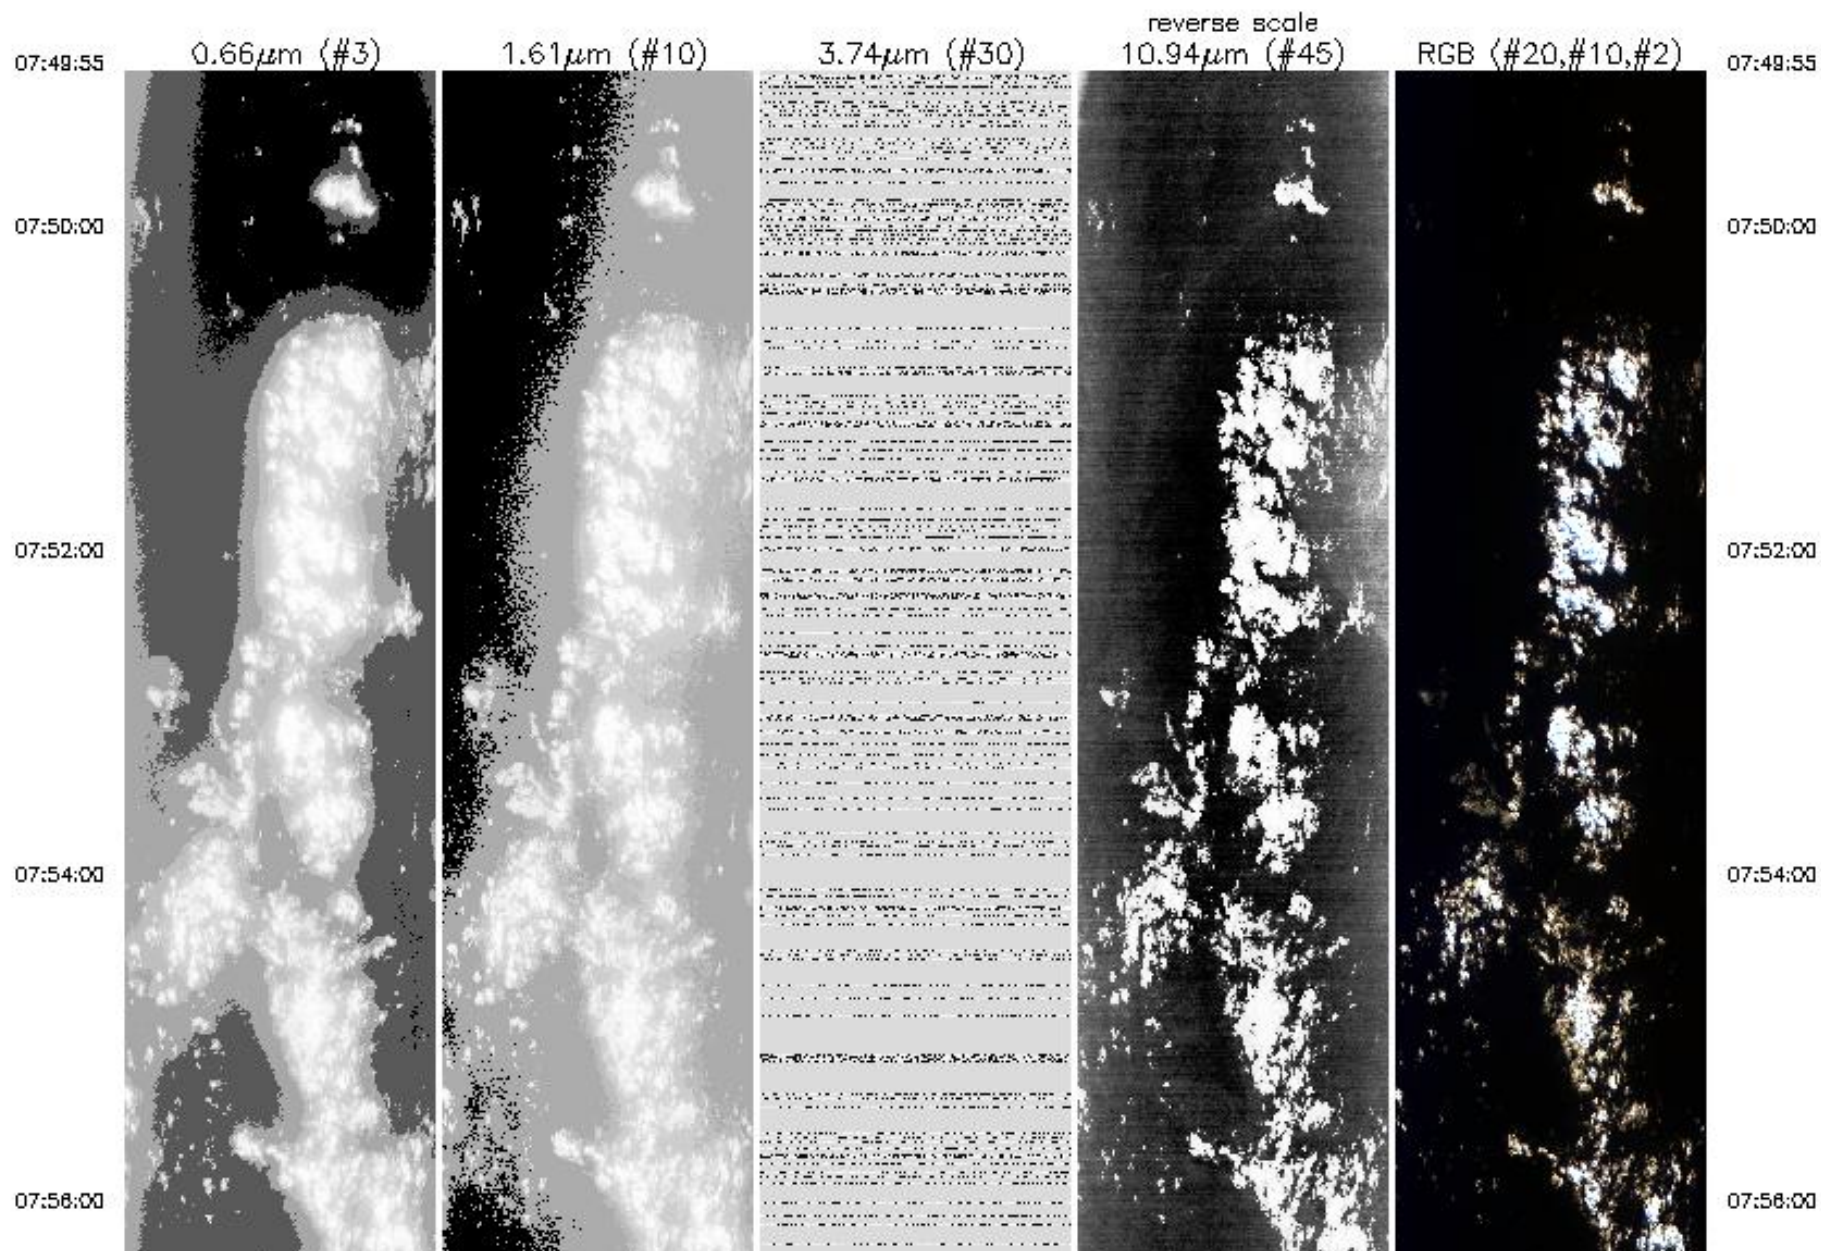 reverse scale
0.66μm (#3) 1.61μm (#10) 3.74μm (#30) 10.94μm (#45) RGB (#20,#10,#2)
07:49:55 07:49:55
07:50:00 07:50:00
07:52:00 07:52:00
07:54:00 07:54:00
07:56:00 07:56:00